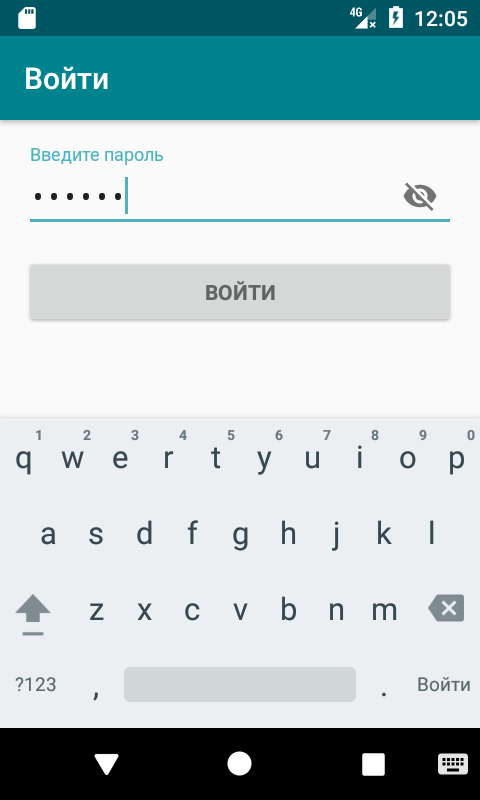 4G 12:05
Войти
Введите пароль
••••••
ВОЙТИ
1 2 3 4 5 6 7 8 9 0
q w e r t y u i o p
a s d f g h j k l
z x c v b n m
?123 , . Войти